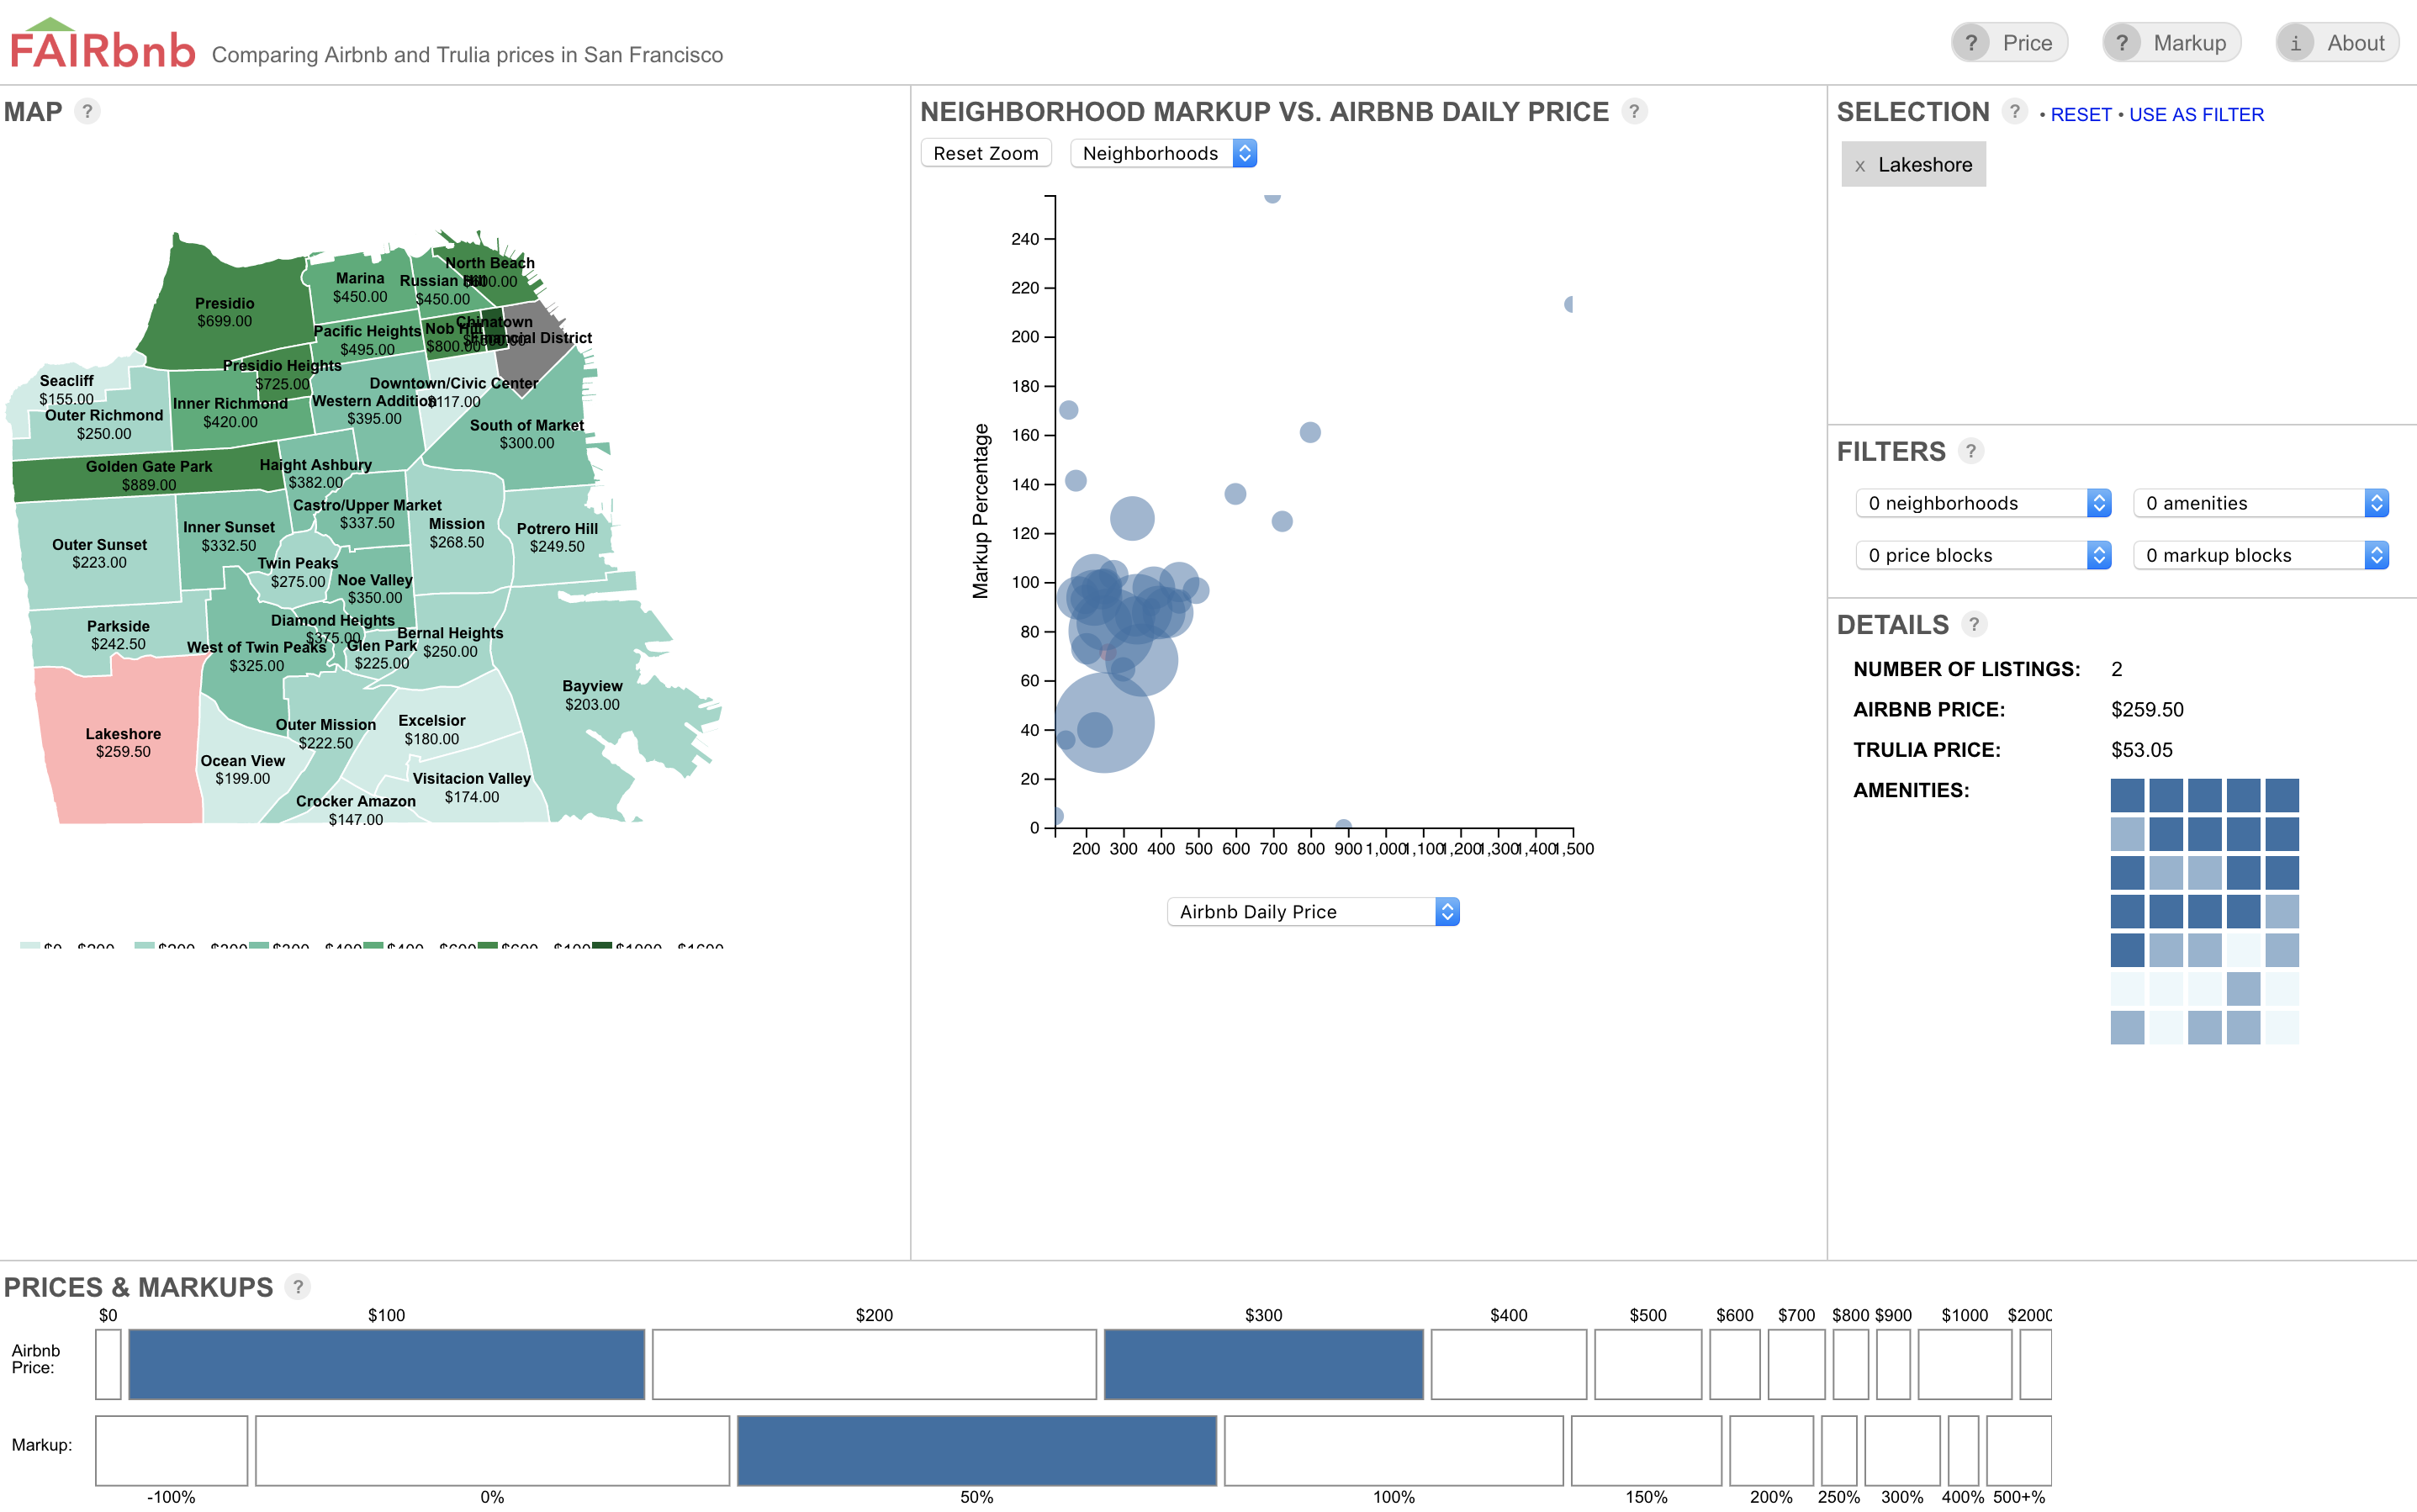 FAIRbnb Comparing Airbnb and Trulia prices in San Francisco
? Price ? Markup i About
MAP ?
North Beach
$600.00
Marina
$450.00
Russian Hill
$450.00
Presidio
$699.00
Chinatown
Financial District
Nob Hill
$800.00
Pacific Heights
$495.00
Presidio Heights
$725.00
Seacliff
$155.00
Downtown/Civic Center
$117.00
Inner Richmond
$420.00
Western Addition
$395.00
Outer Richmond
$250.00
South of Market
$300.00
Golden Gate Park
$889.00
Haight Ashbury
$382.00
Castro/Upper Market
$337.50
Inner Sunset
$332.50
Mission
$268.50
Potrero Hill
$249.50
Outer Sunset
$223.00
Twin Peaks
$275.00
Noe Valley
$350.00
Diamond Heights
$375.00
Parkside
$242.50
Bernal Heights
$250.00
West of Twin Peaks
$325.00
Glen Park
$225.00
Bayview
$203.00
Lakeshore
$259.50
Outer Mission
$222.50
Excelsior
$180.00
Ocean View
$199.00
Visitacion Valley
$174.00
Crocker Amazon
$147.00
NEIGHBORHOOD MARKUP VS. AIRBNB DAILY PRICE ?
Reset Zoom Neighborhoods
Markup Percentage
240
220
200
180
160
140
120
100
80
60
40
20
0
200 300 400 500 600 700 800 900 1,000 1,100 1,200 1,300 1,400 1,500
Airbnb Daily Price
SELECTION ? • RESET • USE AS FILTER
x Lakeshore
FILTERS ?
0 neighborhoods 0 amenities
0 price blocks 0 markup blocks
DETAILS ?
NUMBER OF LISTINGS: 2
AIRBNB PRICE: $259.50
TRULIA PRICE: $53.05
AMENITIES:
PRICES & MARKUPS ?
$0 $100 $200 $300 $400 $500 $600 $700 $800 $900 $1000 $2000
Airbnb
Price:
Markup:
-100% 0% 50% 100% 150% 200% 250% 300% 400% 500+%